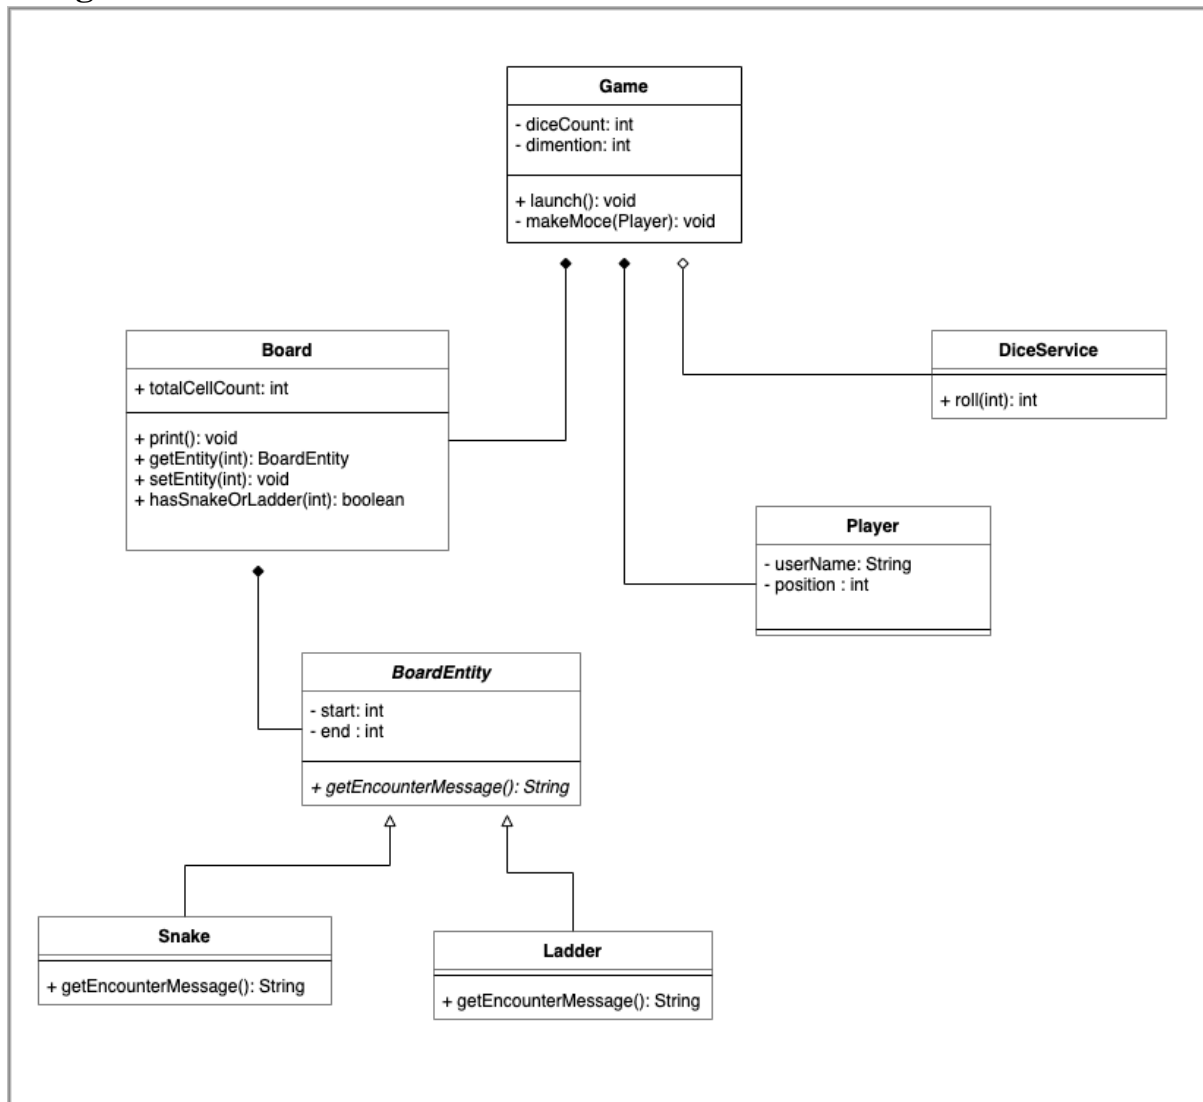 Game
- diceCount: int
- dimention: int
+ launch(): void
- makeMoce(Player): void
Board
+ totalCellCount: int
+ print(): void
+ getEntity(int): BoardEntity
+ setEntity(int): void
+ hasSnakeOrLadder(int): boolean
DiceService
+ roll(int): int
Player
- userName: String
- position : int
BoardEntity
- start: int
- end : int
+ getEncounterMessage(): String
Snake
+ getEncounterMessage(): String
Ladder
+ getEncounterMessage(): String